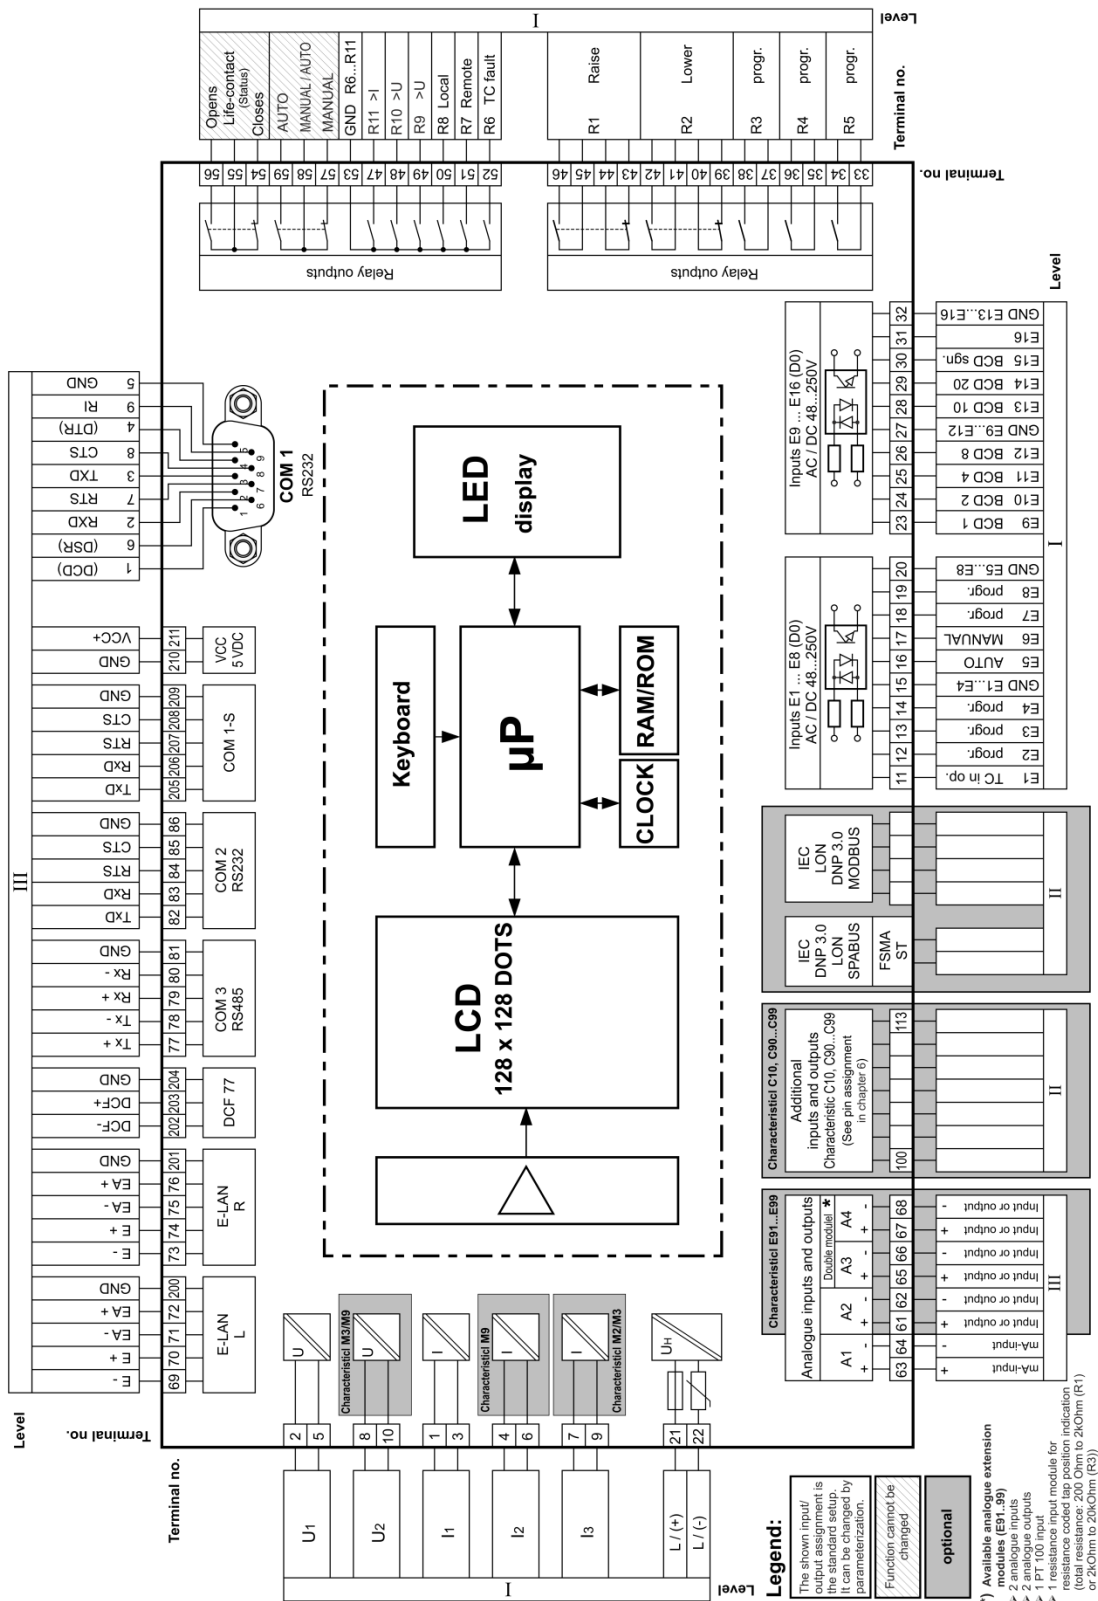 Level
I
Opens
Life-contact
(Status)
Closes
AUTO
MANUAL / AUTO
MANUAL
GND R6...R11
R11 >I
R10 >U
R9 >U
R8 Local
R7 Remote
R6 TC fault
Raise
R1
Lower
R2
progr.
R3
progr.
R4
progr.
R5
Terminal no.
56
55
54
59
58
57
53
47
48
49
50
51
52
46
45
44
43
42
41
40
39
38
37
36
35
34
33
Terminal no.
Relay outputs
Relay outputs
Level
III
5 GND
9 RI
4 (DTR)
8 CTS
3 TXD
7 RTS
2 RXD
6 (DSR)
1 (DCD)
1
2
3
4
5
6
7
8
9
COM 1
RS232
VCC+
GND
211
210
VCC
5 VDC
GND
CTS
RTS
RxD
TxD
209
208
207
206
205
COM 1-S
GND
CTS
RTS
RxD
TxD
86
85
84
83
82
COM 2
RS232
GND
Rx -
Rx +
Tx -
Tx +
81
80
79
78
77
COM 3
RS485
GND
DCF+
DCF-
204
203
202
DCF 77
GND
EA +
EA -
E +
E -
201
76
75
74
73
E-LAN
R
GND
EA +
EA -
E +
E -
200
72
71
70
69
E-LAN
L
Terminal no.
LED
display
Keyboard
µP
RAM/ROM
CLOCK
LCD
128 x 128 DOTS
Inputs E9 ... E16 (D0)
AC / DC 48...250V
32
31
30
29
28
27
26
25
24
23
GND E13...E16
E16
E15 BCD sgn.
E14 BCD 20
E13 BCD 10
GND E9...E12
E12 BCD 8
E11 BCD 4
E10 BCD 2
E9 BCD 1
Level
I
Inputs E1 ... E8 (D0)
AC / DC 48...250V
20
19
18
17
16
15
14
13
12
11
GND E5...E8
E8 progr.
E7 progr.
E6 MANUAL
E5 AUTO
GND E1...E4
E4 progr.
E3 progr.
E2 progr.
E1 TC in op.
IEC
LON
DNP 3.0
MODBUS
IEC
DNP 3.0
LON
SPABUS
FSMA
ST
II
Characteristicl C10, C90...C99
Additional
inputs and outputs
Characteristic C10, C90...C99
(See pin assignment
in chapter 6)
113
100
II
Characteristicl E91...E99
Analogue inputs and outputs
Double modulel *
A4
A3
A2
A1
-
+
-
+
-
+
-
+
68
67
66
65
62
61
64
63
- Input or output
+ Input or output
- Input or output
+ Input or output
- Input or output
+ Input or output
- mA-input
+ mA-input
III
Terminal no.
U
2
5
U1
Characteristicl M3/M9
U
8
10
U2
I
1
3
I1
Characteristicl M9
I
4
6
I2
I
Characteristicl M2/M3
7
9
I3
UH
21
22
L / (+)
L / (-)
I
Level
Legend:
The shown input/
output assignment is
the standard setup.
It can be changed by
parameterization.
Function cannot be
changed
optional
*) Available analogue extension
modules (E91..99)
2 analogue inputs
2 analogue outputs
1 PT 100 input
1 resistance input module for
resistance coded tap position indication
(total resistance: 200 Ohm to 2kOhm (R1)
or 2kOhm to 20kOhm (R3))